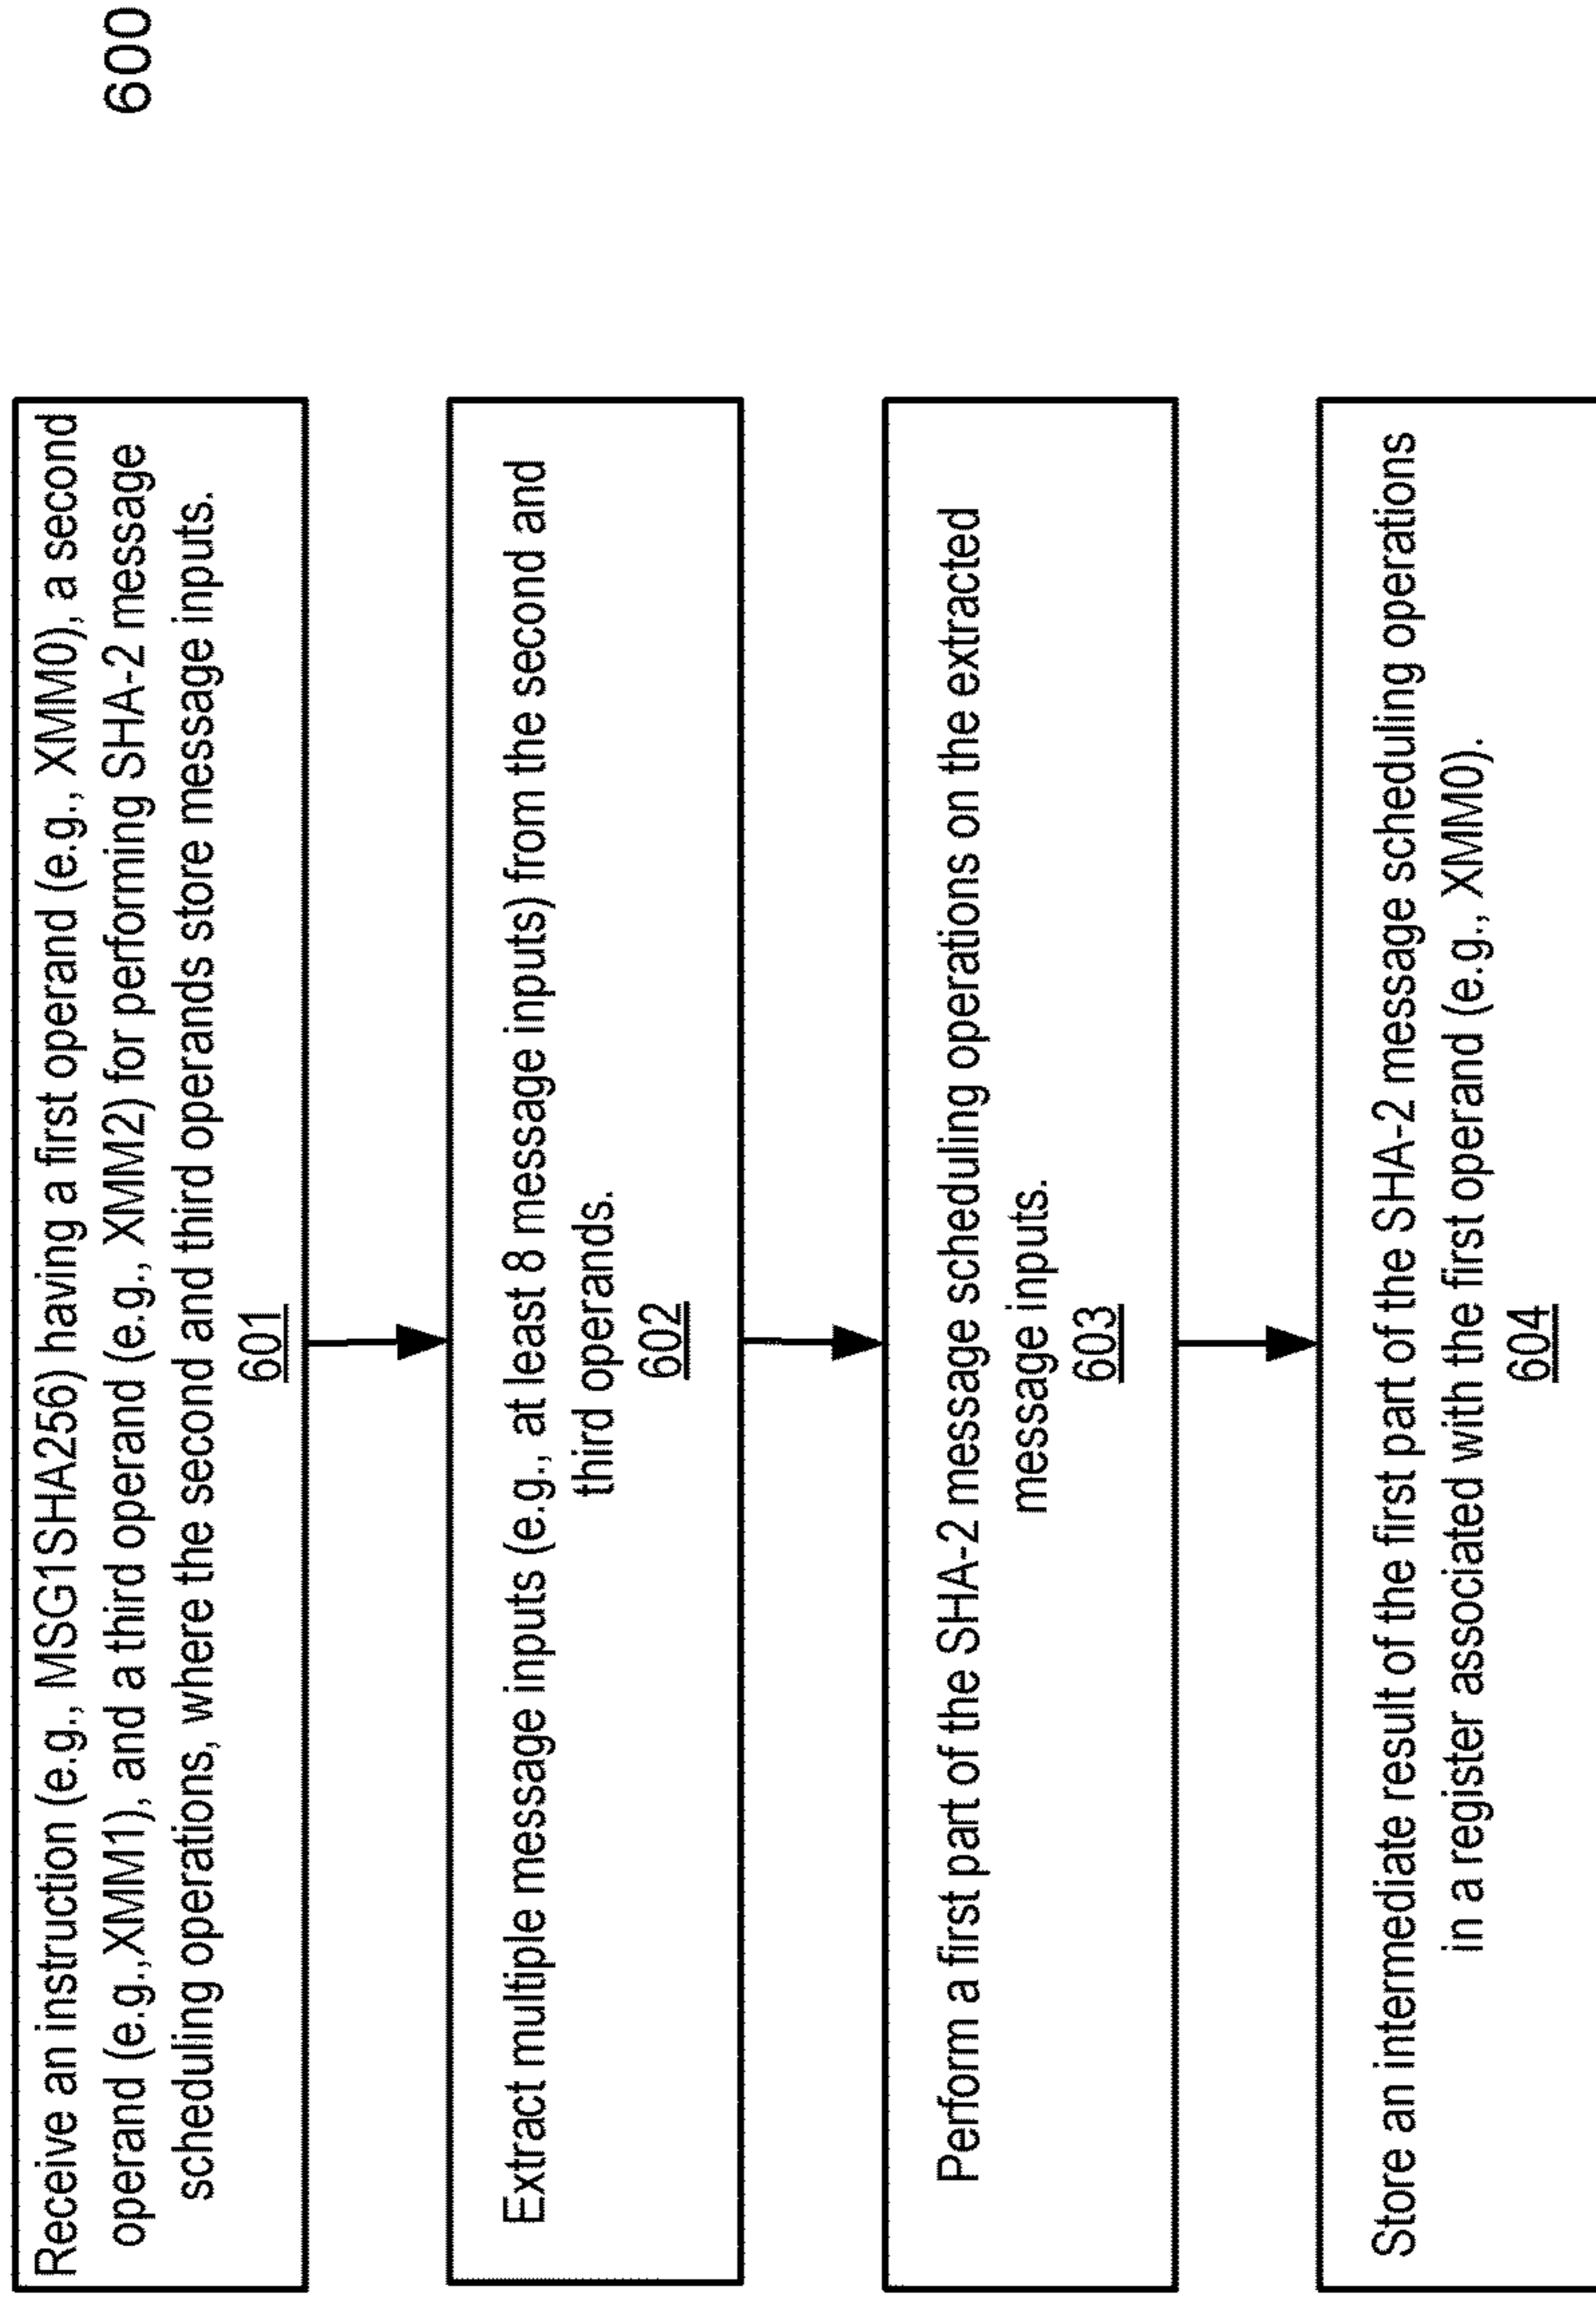 600
Receive an instruction (e.g., MSG1SHA256) having a first operand (e.g., XMM0), a second
operand (e.g.,XMM1), and a third operand (e.g., XMM2) for performing SHA-2 message
scheduling operations, where the second and third operands store message inputs.
601
Extract multiple message inputs (e.g., at least 8 message inputs) from the second and
third operands.
602
Perform a first part of the SHA-2 message scheduling operations on the extracted
message inputs.
603
Store an intermediate result of the first part of the SHA-2 message scheduling operations
in a register associated with the first operand (e.g., XMM0).
604